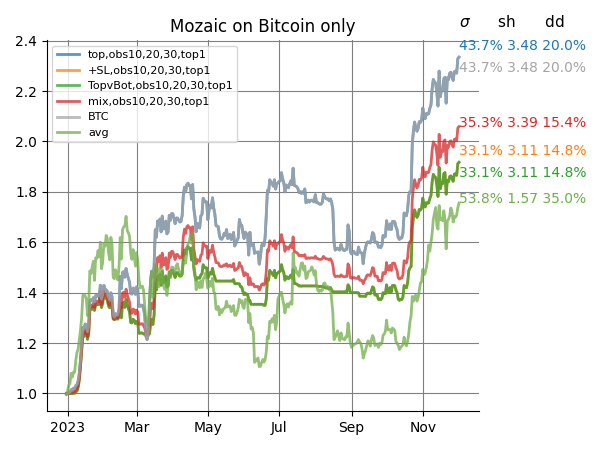 Mozaic on Bitcoin only
σ sh dd
top,obs10,20,30,top1
+SL,obs10,20,30,top1
TopvBot,obs10,20,30,top1
mix,obs10,20,30,top1
BTC
avg
43.7% 3.48 20.0%
43.7% 3.48 20.0%
35.3% 3.39 15.4%
33.1% 3.11 14.8%
33.1% 3.11 14.8%
53.8% 1.57 35.0%
2.4
2.2
2.0
1.8
1.6
1.4
1.2
1.0
2023 Mar May Jul Sep Nov